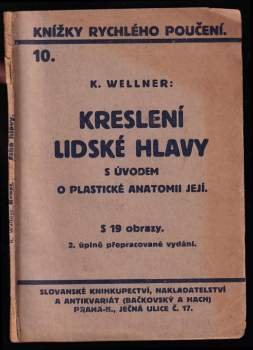 KNÍŽKY RYCHLÉHO POUČENÍ.
10.
K. WELLNER:
KRESLENÍ
LIDSKÉ HLAVY
S ÚVODEM
O PLASTICKÉ ANATOMII JEJÍ.
S 19 obrazy.
2. úplně přepracované vydání.
SLOVANSKÉ KNIHKUPECTVÍ, NAKLADATELSTVÍ
A ANTIKVARIÁT (BAČKOVSKÝ A HACH)
PRAHA-II., JEČNÁ ULICE Č. 17.